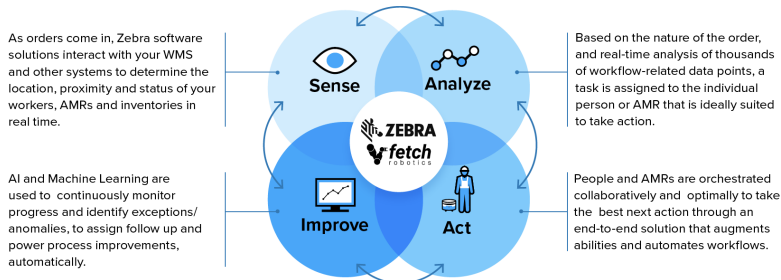 As orders come in, Zebra software
solutions interact with your WMS
and other systems to determine the
location, proximity and status of your
workers, AMRs and inventories in
real time.
Sense
Analyze
Based on the nature of the order,
and real-time analysis of thousands
of workflow-related data points, a
task is assigned to the individual
person or AMR that is ideally suited
to take action.
ZEBRA
fetch
robotics
AI and Machine Learning are
used to continuously monitor
progress and identify exceptions/
anomalies, to assign follow up and
power process improvements,
automatically.
Improve
Act
People and AMRs are orchestrated
collaboratively and optimally to take
the best next action through an
end-to-end solution that augments
abilities and automates workflows.